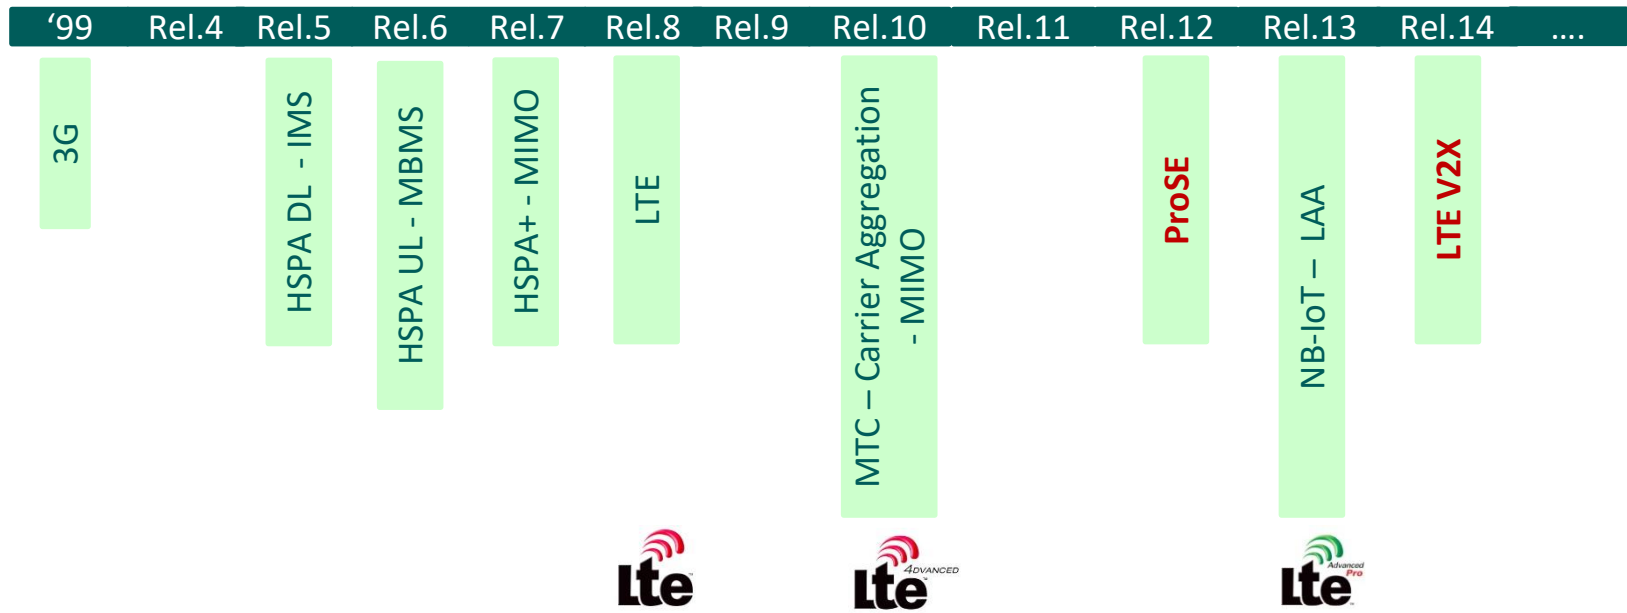 ‘99 Rel.4 Rel.5 Rel.6 Rel.7 Rel.8 Rel.9 Rel.10 Rel.11 Rel.12 Rel.13 Rel.14 ....
3G
HSPA DL - IMS
HSPA UL - MBMS
HSPA+ - MIMO
LTE
MTC – Carrier Aggregation
- MIMO
ProSE
NB-IoT – LAA
LTE V2X
Lte
Lte 4DVANCED
Lte Advanced
Pro